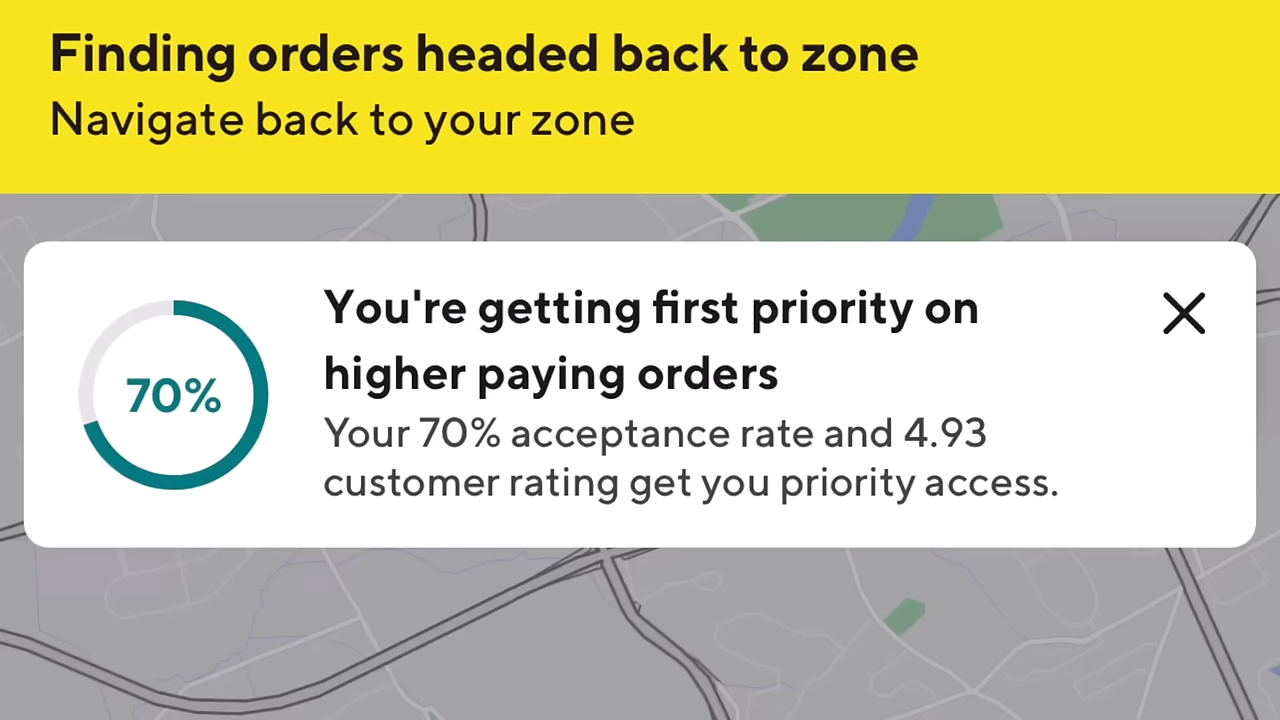 Finding orders headed back to zone
Navigate back to your zone
You're getting first priority on
higher paying orders
70%
Your 70% acceptance rate and 4.93
customer rating get you priority access.